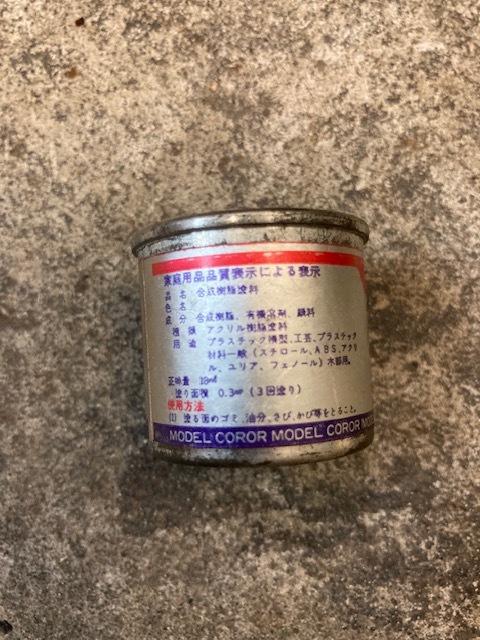 家庭用品品質表示による表示
品名 合成樹脂塗料
色名
成分 合成樹脂、有機溶剤、顔料
種類 アクリル樹脂塗料
用途 プラスチック模型、工芸、プラスチック
材料一般(スチロール、ABS、アクリ
ル、ユリア、フェノール)木部用。
正味量 18ml
塗り面積 0.3㎡(3回塗り)
使用方法
(1) 塗る面のゴミ、油分、さび、かび等をとること。
MODEL COROR MODEL COROR MOD